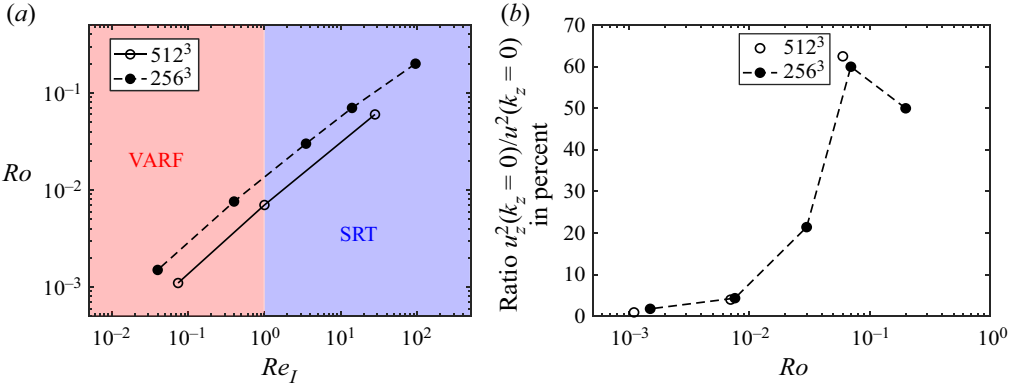 (a)
512³
256³
10⁻¹
10⁻²
10⁻³
Ro
VARF
SRT
10⁻² 10⁻¹ 10⁰ 10¹ 10²
Re_I
(b)
512³
256³
70
60
50
40
30
20
10
0
Ratio u_z²(k_z = 0)/u²(k_z = 0)
in percent
10⁻³ 10⁻² 10⁻¹ 10⁰
Ro